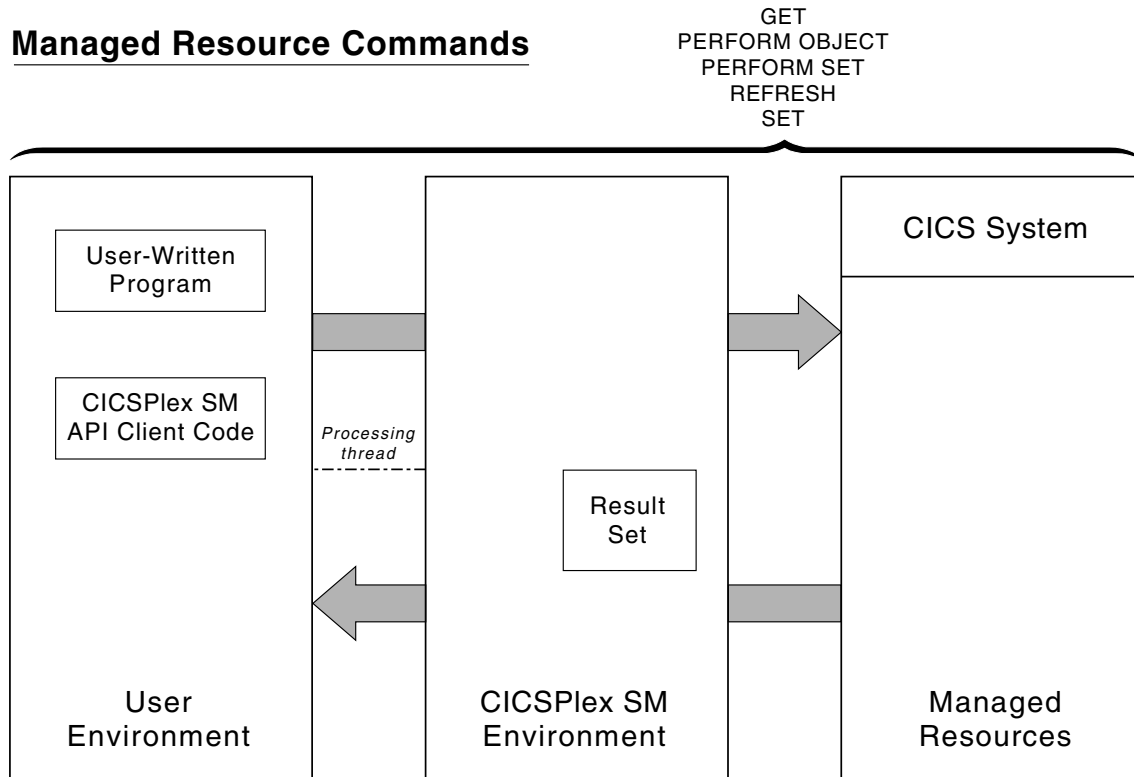 Managed Resource Commands
GET
PERFORM OBJECT
PERFORM SET
REFRESH
SET
User-Written
Program
CICSPlex SM
API Client Code
Processing
thread
Result
Set
CICS System
User
Environment
CICSPlex SM
Environment
Managed
Resources